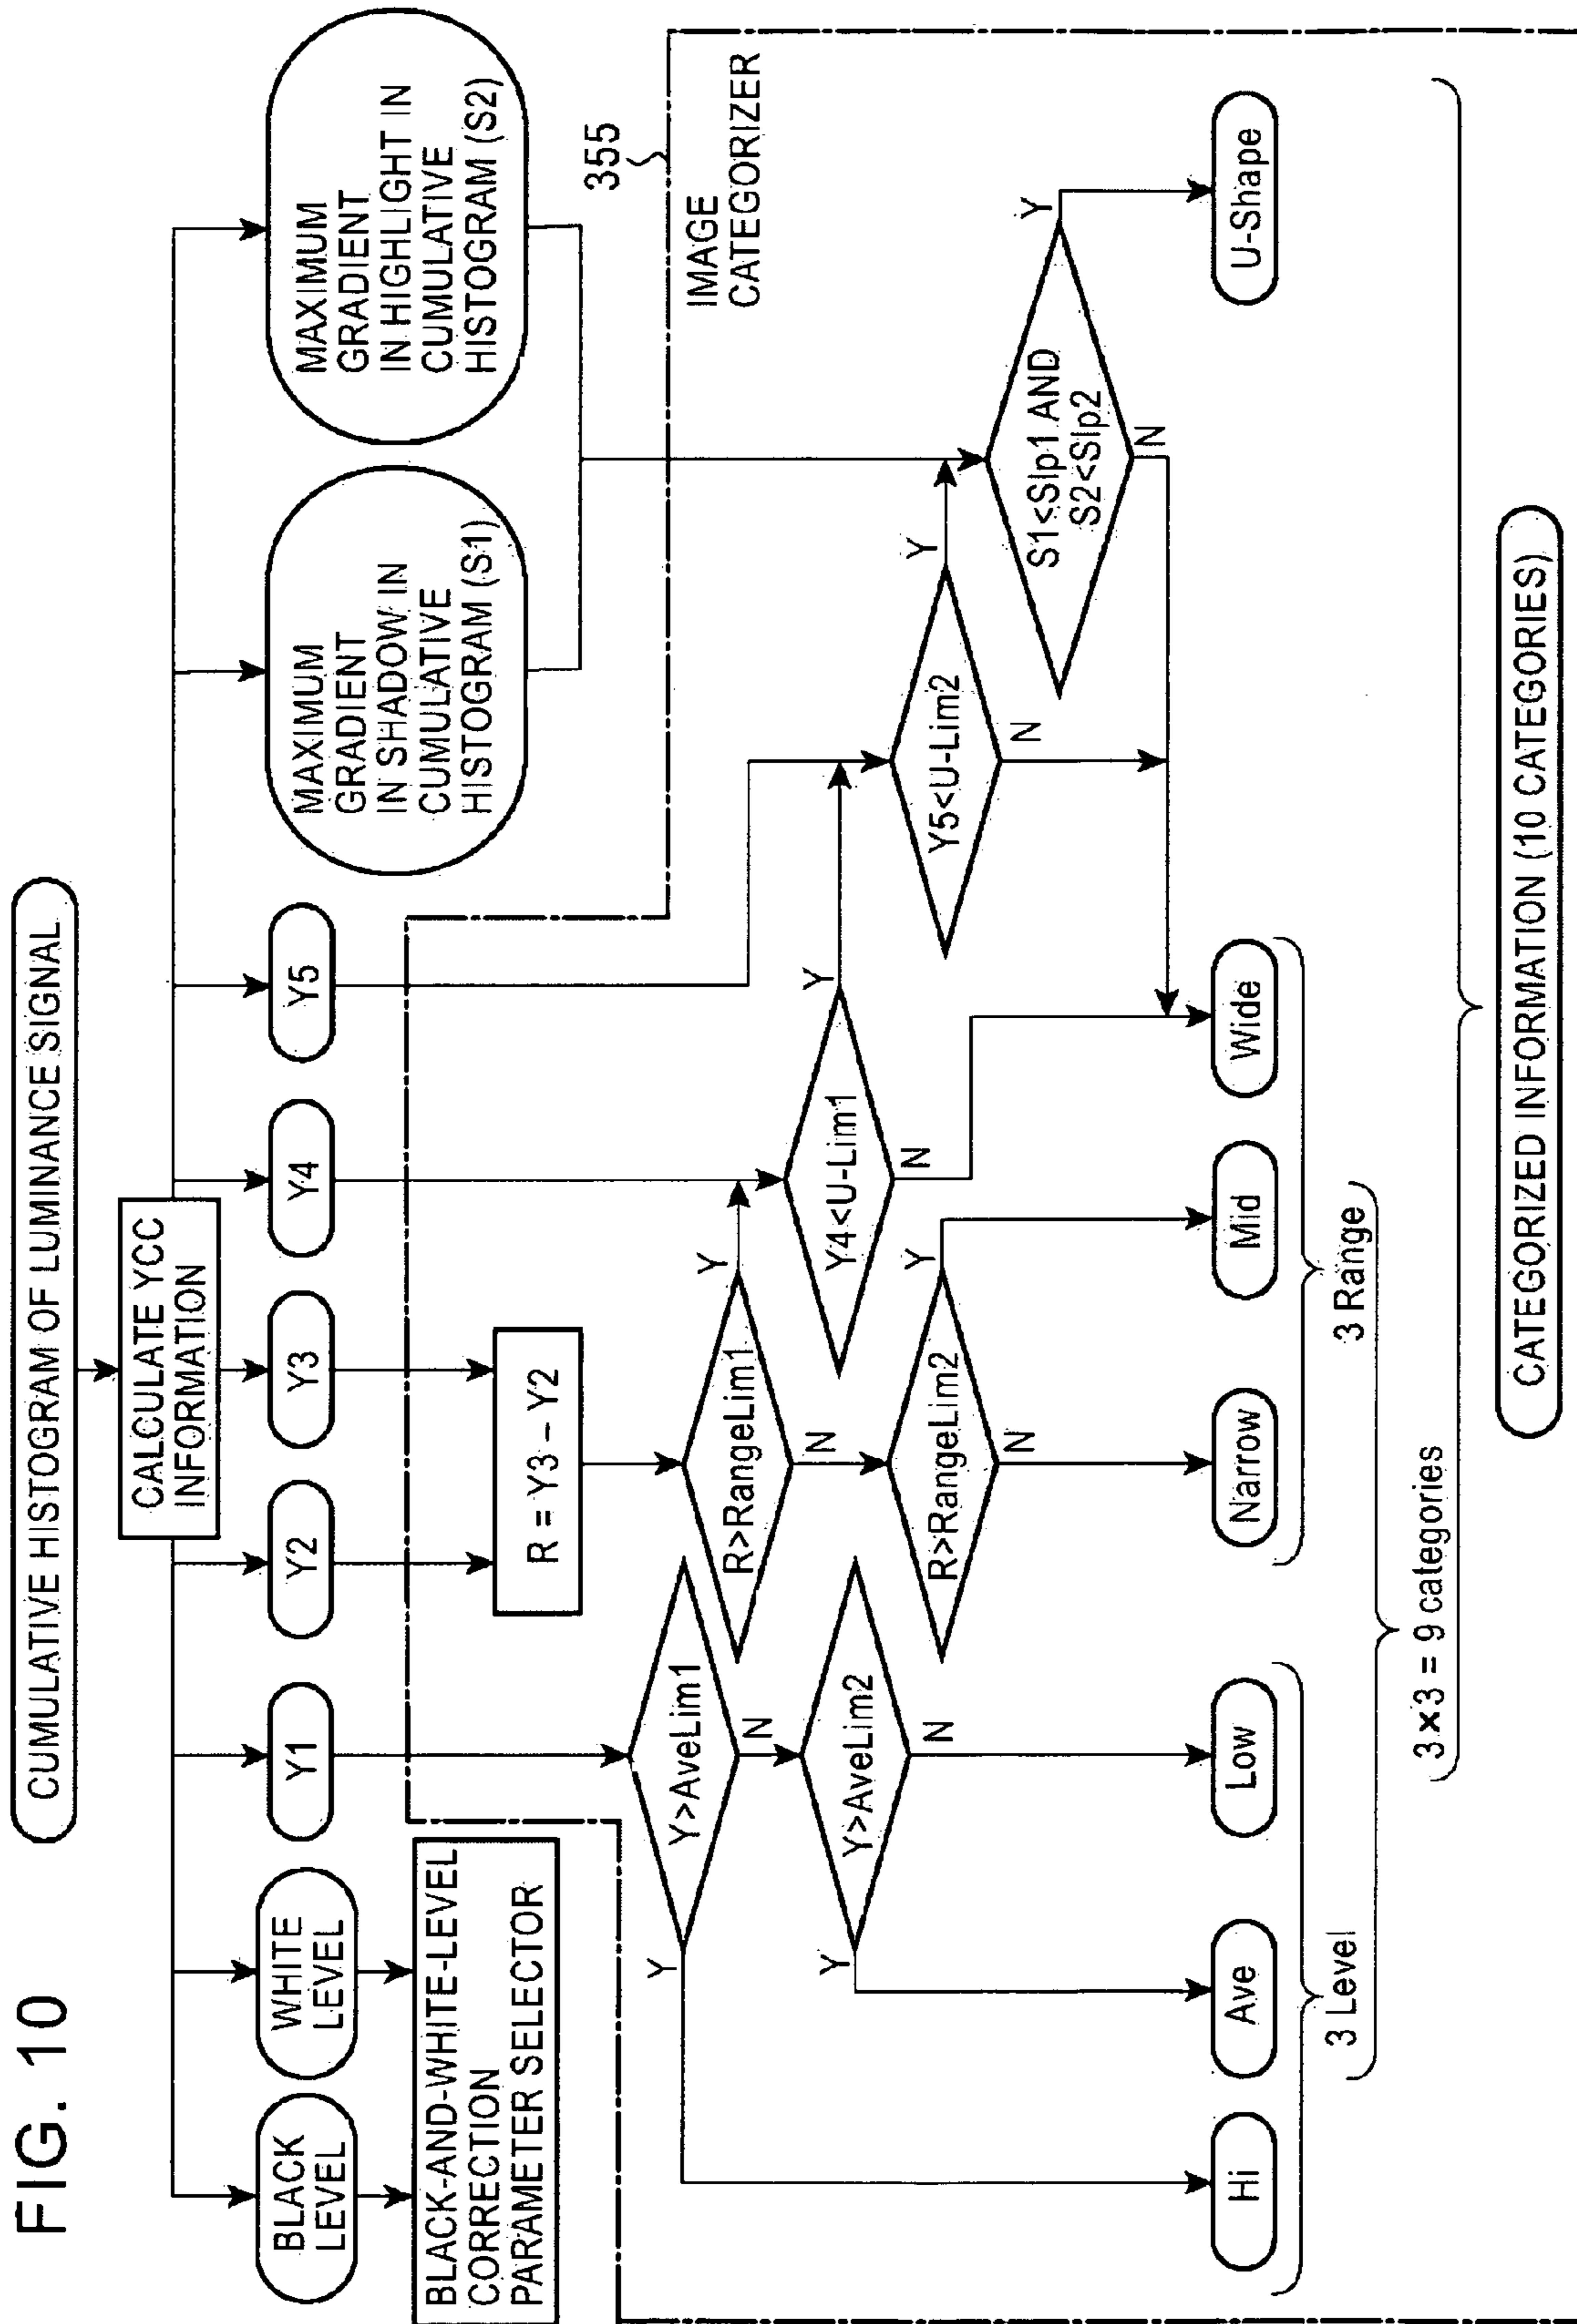 FIG. 10
CUMULATIVE HISTOGRAM OF LUMINANCE SIGNAL
CALCULATE YCC
INFORMATION
BLACK
LEVEL
WHITE
LEVEL
Y1
Y2
Y3
Y4
Y5
MAXIMUM
GRADIENT
IN SHADOW IN
CUMULATIVE
HISTOGRAM (S1)
MAXIMUM
GRADIENT
IN HIGHLIGHT IN
CUMULATIVE
HISTOGRAM (S2)
BLACK-AND-WHITE-LEVEL
CORRECTION
PARAMETER SELECTOR
R = Y3 – Y2
355
IMAGE
CATEGORIZER
Y>AveLim1
Y
N
Y>AveLim2
Y
N
R>RangeLim1
Y
N
R>RangeLim2
Y
N
Y4<U-Lim1
Y
N
Y5<U-Lim2
Y
N
S1<Slp1 AND
S2<Slp2
Y
N
Hi
Ave
Low
Narrow
Mid
Wide
U-Shape
3 Level
3 Range
3×3 = 9 categories
CATEGORIZED INFORMATION (10 CATEGORIES)